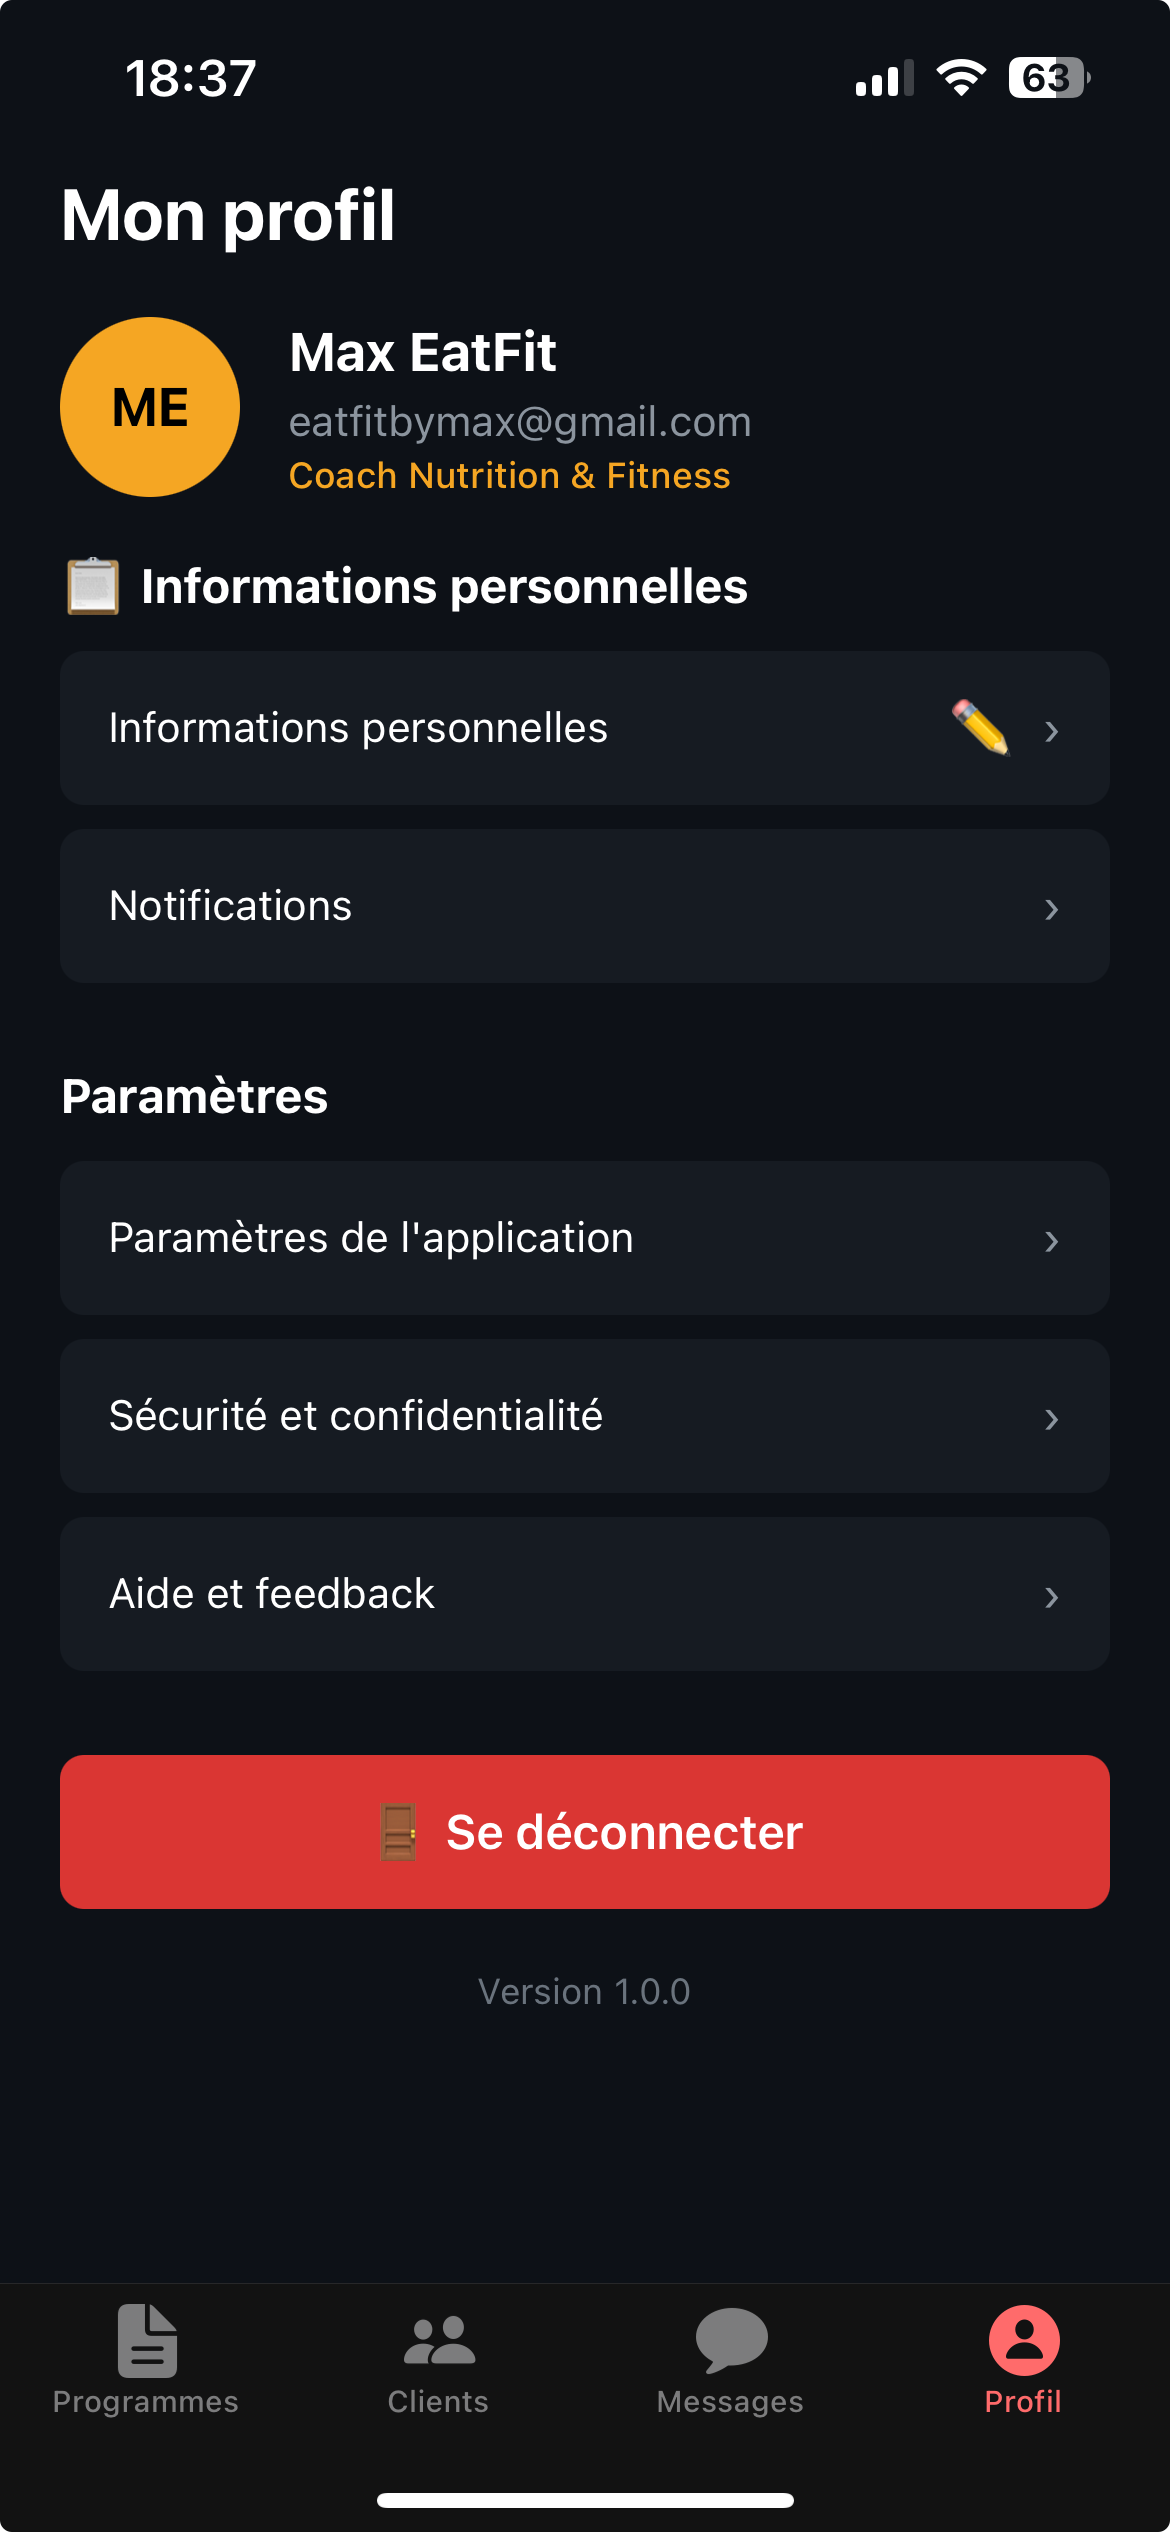 18:37
63
Mon profil
ME
Max EatFit
eatfitbymax@gmail.com
Coach Nutrition & Fitness
Informations personnelles
Informations personnelles
Notifications
Paramètres
Paramètres de l'application
Sécurité et confidentialité
Aide et feedback
Se déconnecter
Version 1.0.0
Programmes
Clients
Messages
Profil